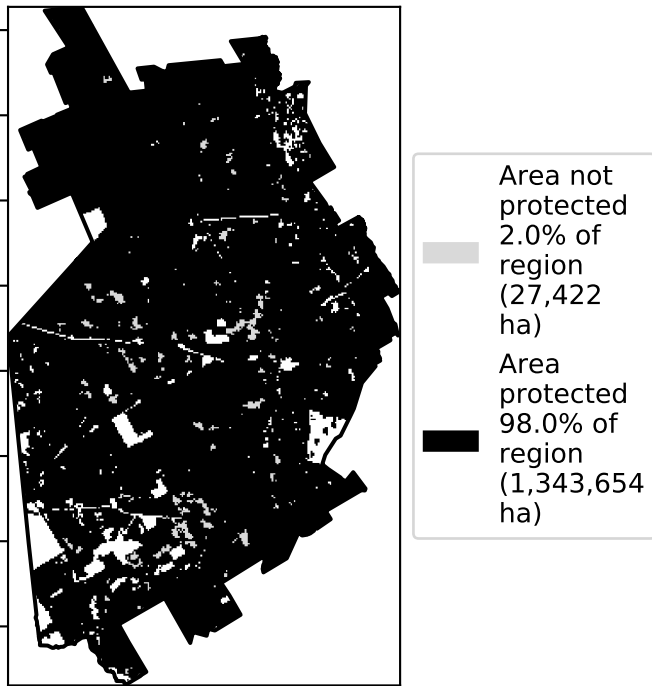 Area not
protected
2.0% of
region
(27,422
ha)
Area
protected
98.0% of
region
(1,343,654
ha)